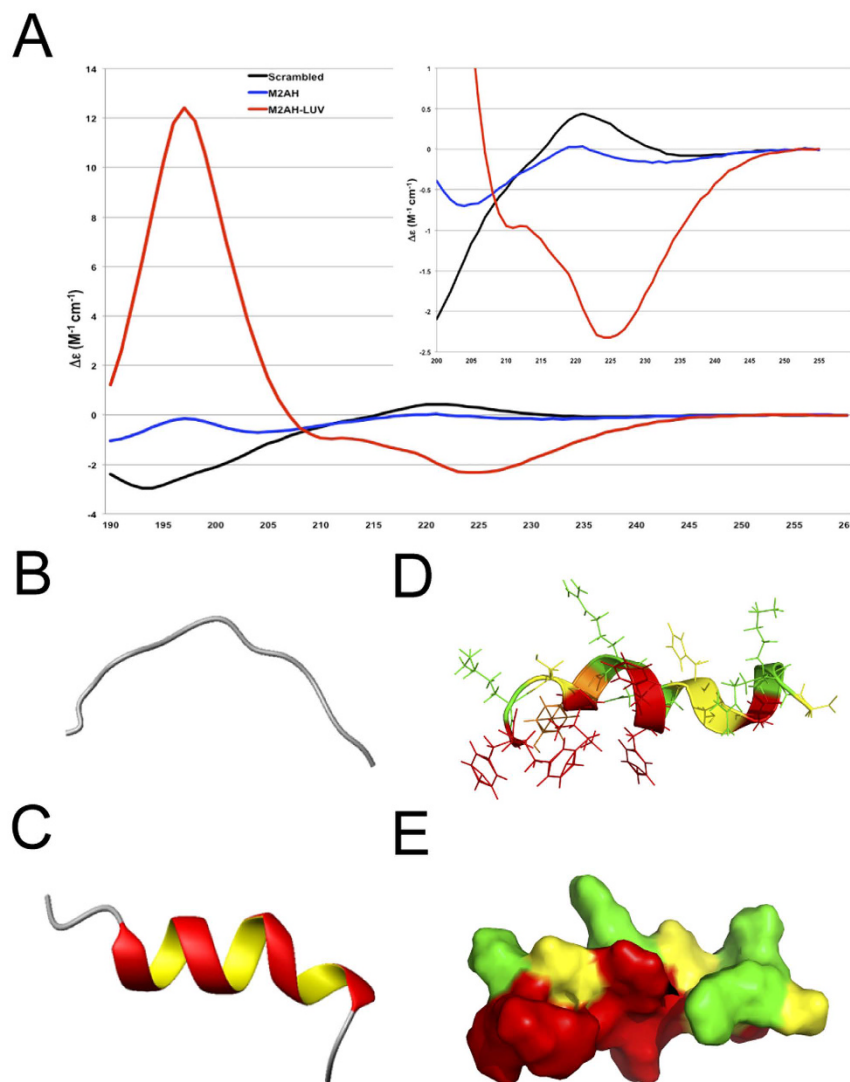 A
14
12
10
8
6
4
2
0
-2
-4
Δε (M⁻¹ cm⁻¹)
Scrambled
M2AH
M2AH-LUV
190 195 200 205 210 215 220 225 230 235 240 245 250 255 26
1
0.5
0
-0.5
-1
-1.5
-2
-2.5
Δε (M⁻¹ cm⁻¹)
200 205 210 215 220 225 230 235 240 245 250 255
B
D
C
E